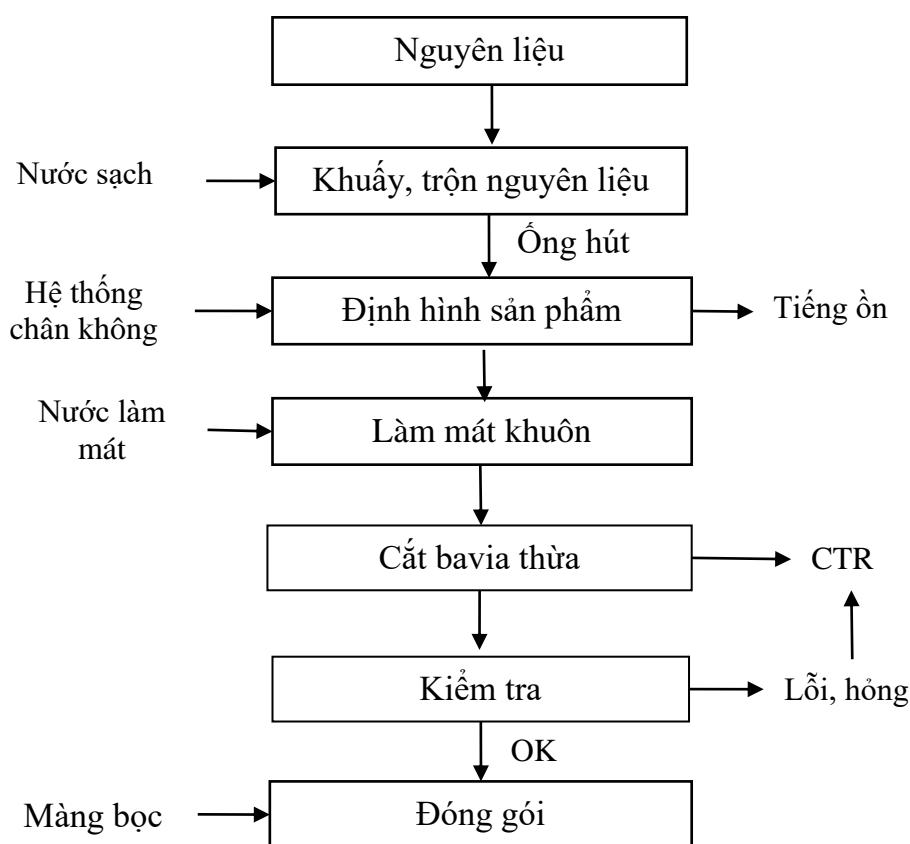 Nguyên liệu
Nước sạch
Khuấy, trộn nguyên liệu
Ống hút
Hệ thống
chân không
Định hình sản phẩm
Tiếng ồn
Nước làm
mát
Làm mát khuôn
Cắt bavia thừa
CTR
Kiểm tra
Lỗi, hỏng
OK
Màng bọc
Đóng gói